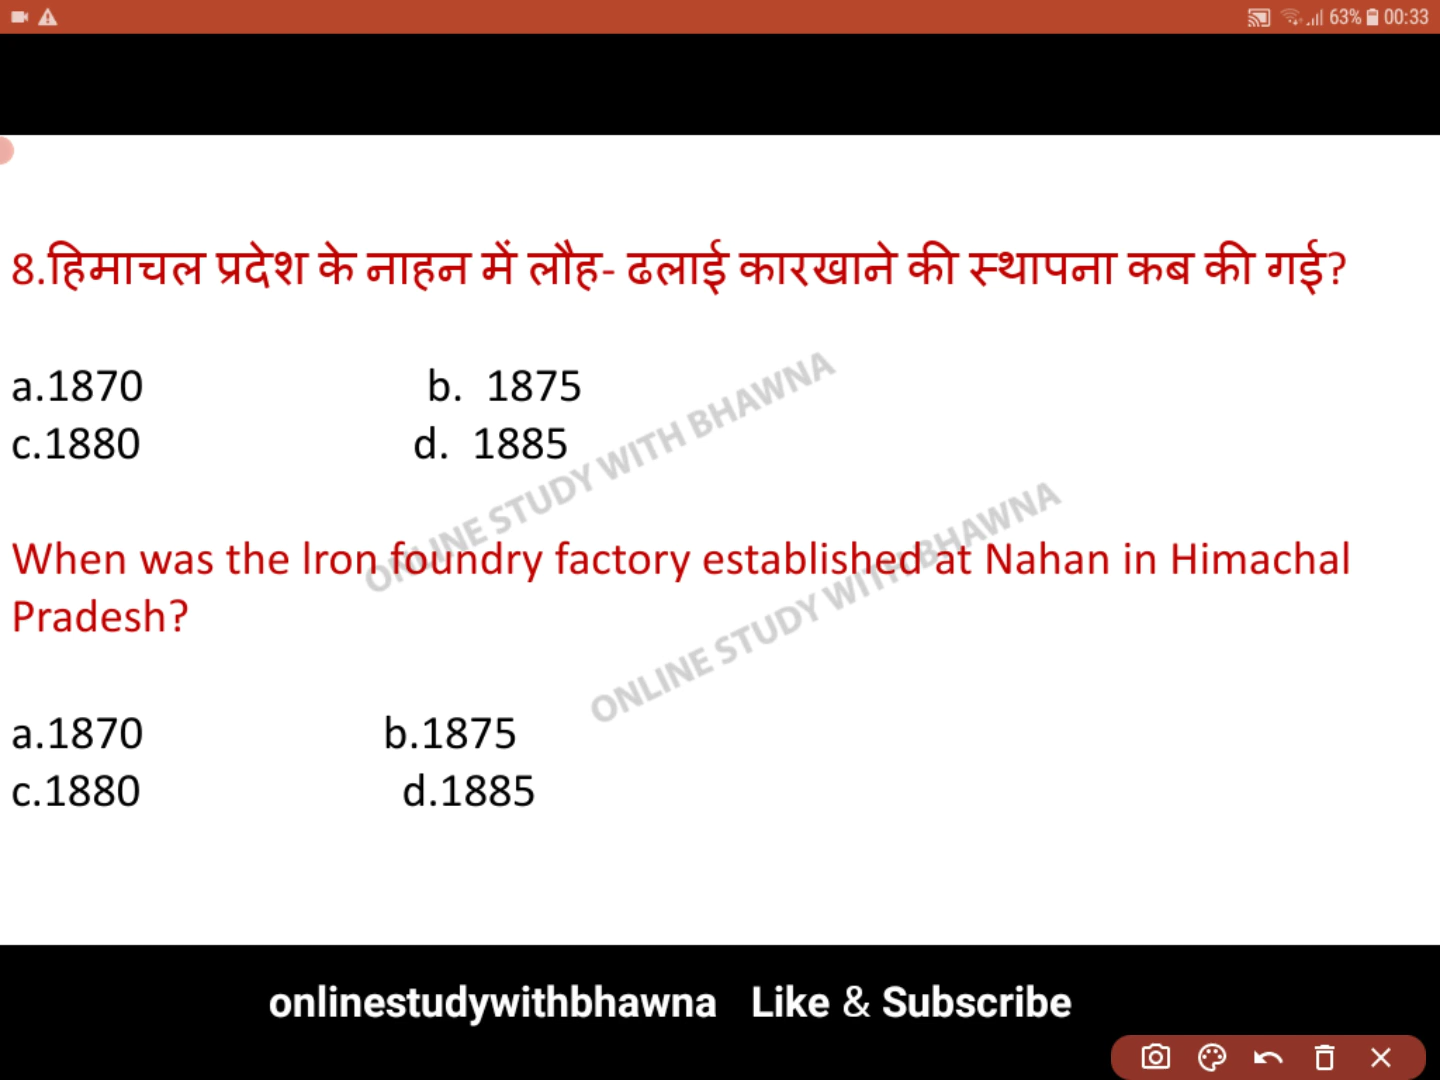 63% 00:33
8.हिमाचल प्रदेश के नाहन में लौह- ढलाई कारखाने की स्थापना कब की गई?
a.1870 b. 1875
c.1880 d. 1885
ONLINE STUDY WITH BHAWNA
When was the Iron foundry factory established at Nahan in Himachal
Pradesh?
ONLINE STUDY WITH BHAWNA
a.1870 b.1875
c.1880 d.1885
onlinestudywithbhawna Like & Subscribe